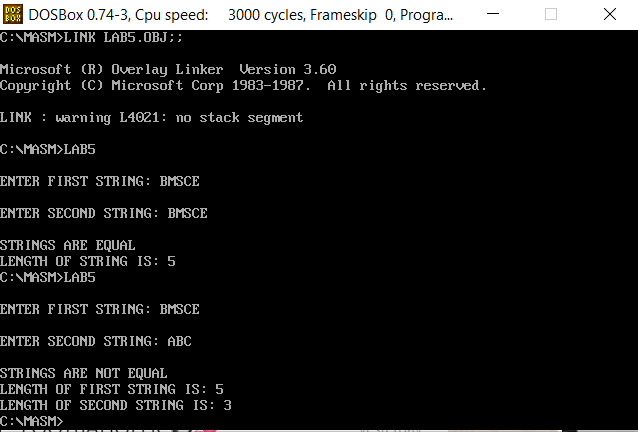 DOS BOX DOSBox 0.74-3, Cpu speed: 3000 cycles, Frameskip 0, Progra...
C:\MASM>LINK LAB5.OBJ;;
Microsoft (R) Overlay Linker Version 3.60
Copyright (C) Microsoft Corp 1983-1987. All rights reserved.
LINK : warning L4021: no stack segment
C:\MASM>LAB5
ENTER FIRST STRING: BMSCE
ENTER SECOND STRING: BMSCE
STRINGS ARE EQUAL
LENGTH OF STRING IS: 5
C:\MASM>LAB5
ENTER FIRST STRING: BMSCE
ENTER SECOND STRING: ABC
STRINGS ARE NOT EQUAL
LENGTH OF FIRST STRING IS: 5
LENGTH OF SECOND STRING IS: 3
C:\MASM>